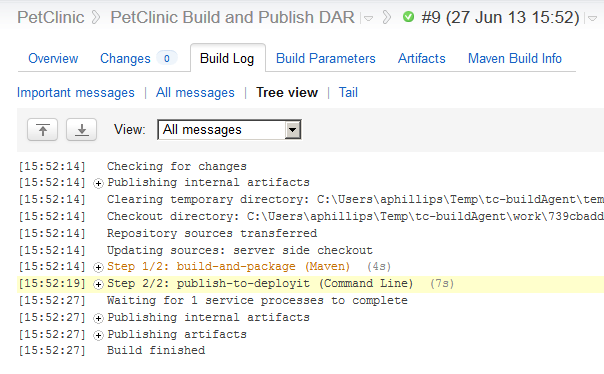 PetClinic PetClinic Build and Publish DAR #9 (27 Jun 13 15:52)
Overview Changes 0 Build Log Build Parameters Artifacts Maven Build Info
Important messages | All messages | Tree view | Tail
View: All messages
[15:52:14] Checking for changes
[15:52:14] Publishing internal artifacts
[15:52:14] Clearing temporary directory: C:\Users\aphillips\Temp\tc-buildAgent\tem
[15:52:14] Checkout directory: C:\Users\aphillips\Temp\tc-buildAgent\work\739cbadd
[15:52:14] Repository sources transferred
[15:52:14] Updating sources: server side checkout
[15:52:14] Step 1/2: build-and-package (Maven) (4s)
[15:52:19] Step 2/2: publish-to-deployit (Command Line) (7s)
[15:52:27] Waiting for 1 service processes to complete
[15:52:27] Publishing internal artifacts
[15:52:27] Publishing artifacts
[15:52:27] Build finished